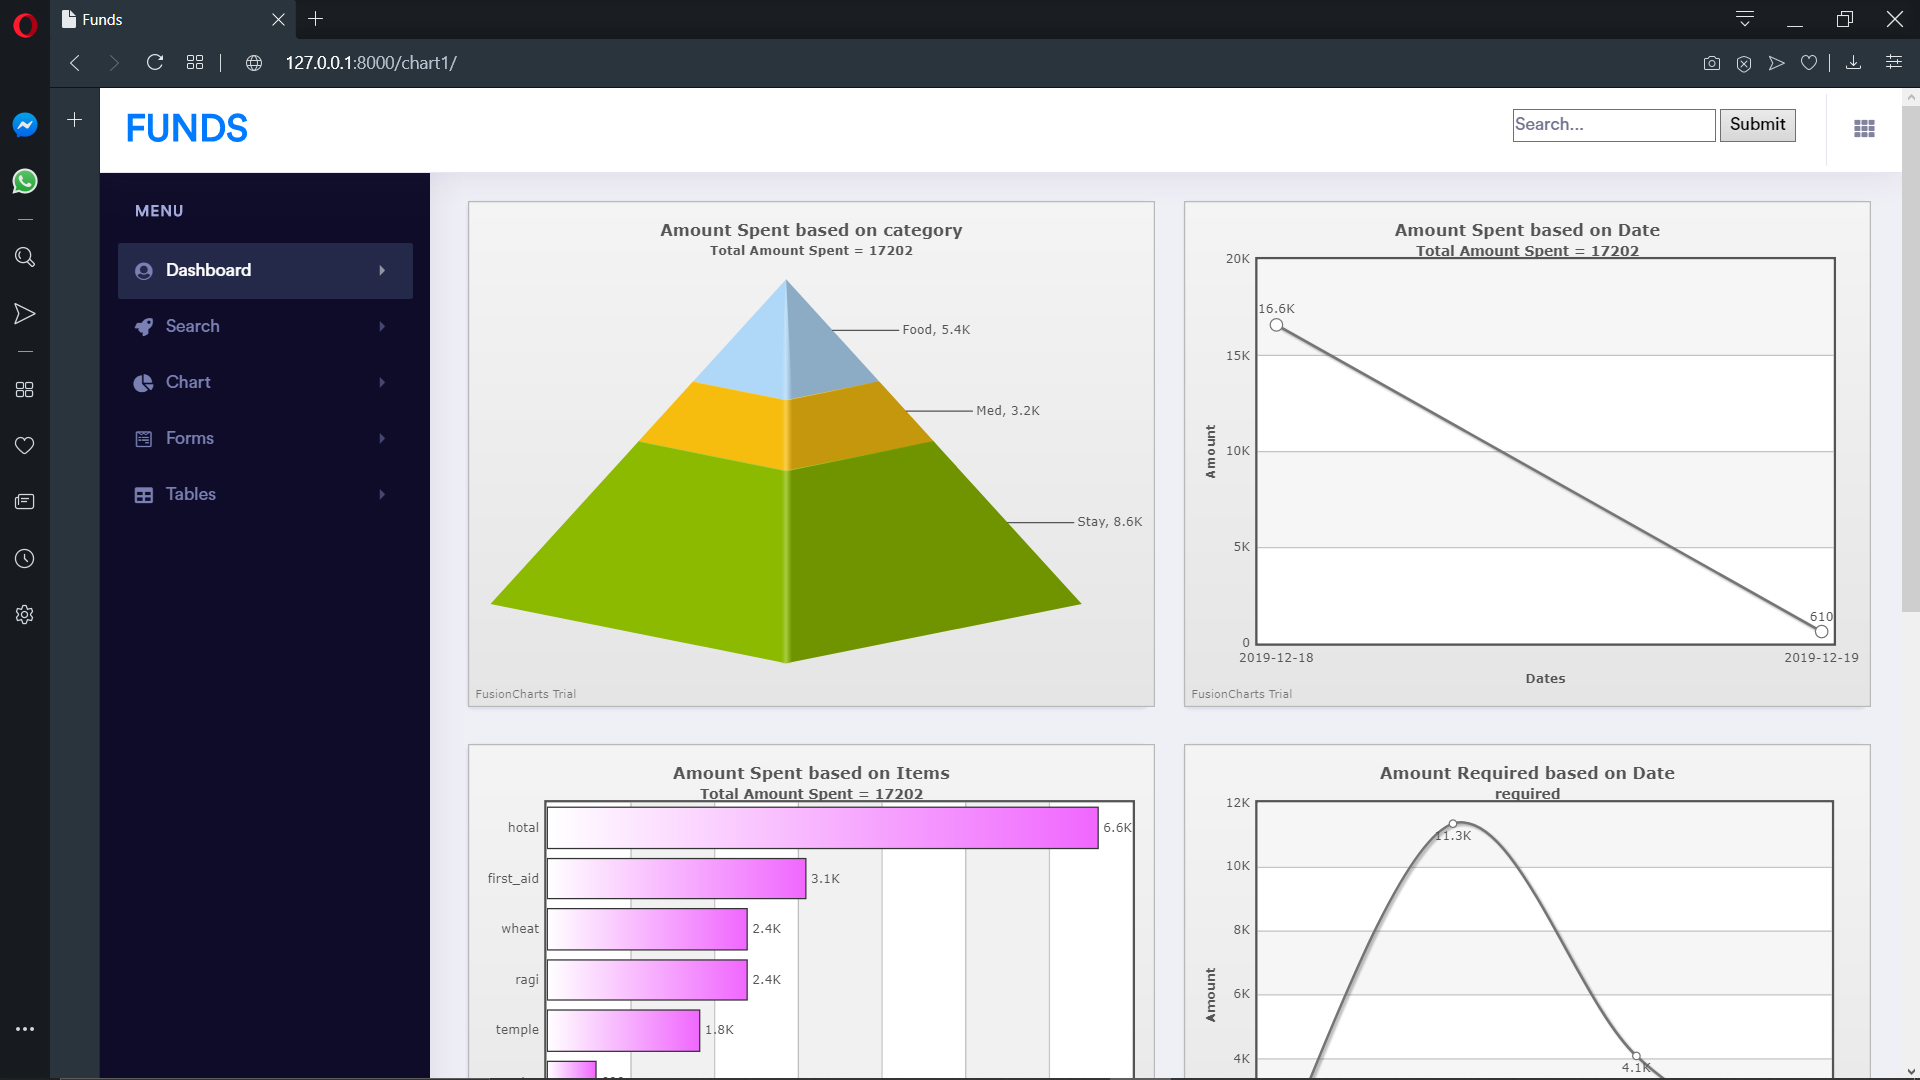 Funds
127.0.0.1:8000/chart1/
FUNDS
Search...
Submit
MENU
Dashboard
Search
Chart
Forms
Tables
Amount Spent based on category
Total Amount Spent = 17202
Food, 5.4K
Med, 3.2K
Stay, 8.6K
FusionCharts Trial
Amount Spent based on Date
Total Amount Spent = 17202
20K
16.6K
15K
10K
5K
610
0
2019-12-18
2019-12-19
Amount
Dates
FusionCharts Trial
Amount Spent based on Items
Total Amount Spent = 17202
hotal
6.6K
first_aid
3.1K
wheat
2.4K
ragi
2.4K
temple
1.8K
Amount Required based on Date
required
12K
11.3K
10K
8K
6K
4K
4.1K
Amount